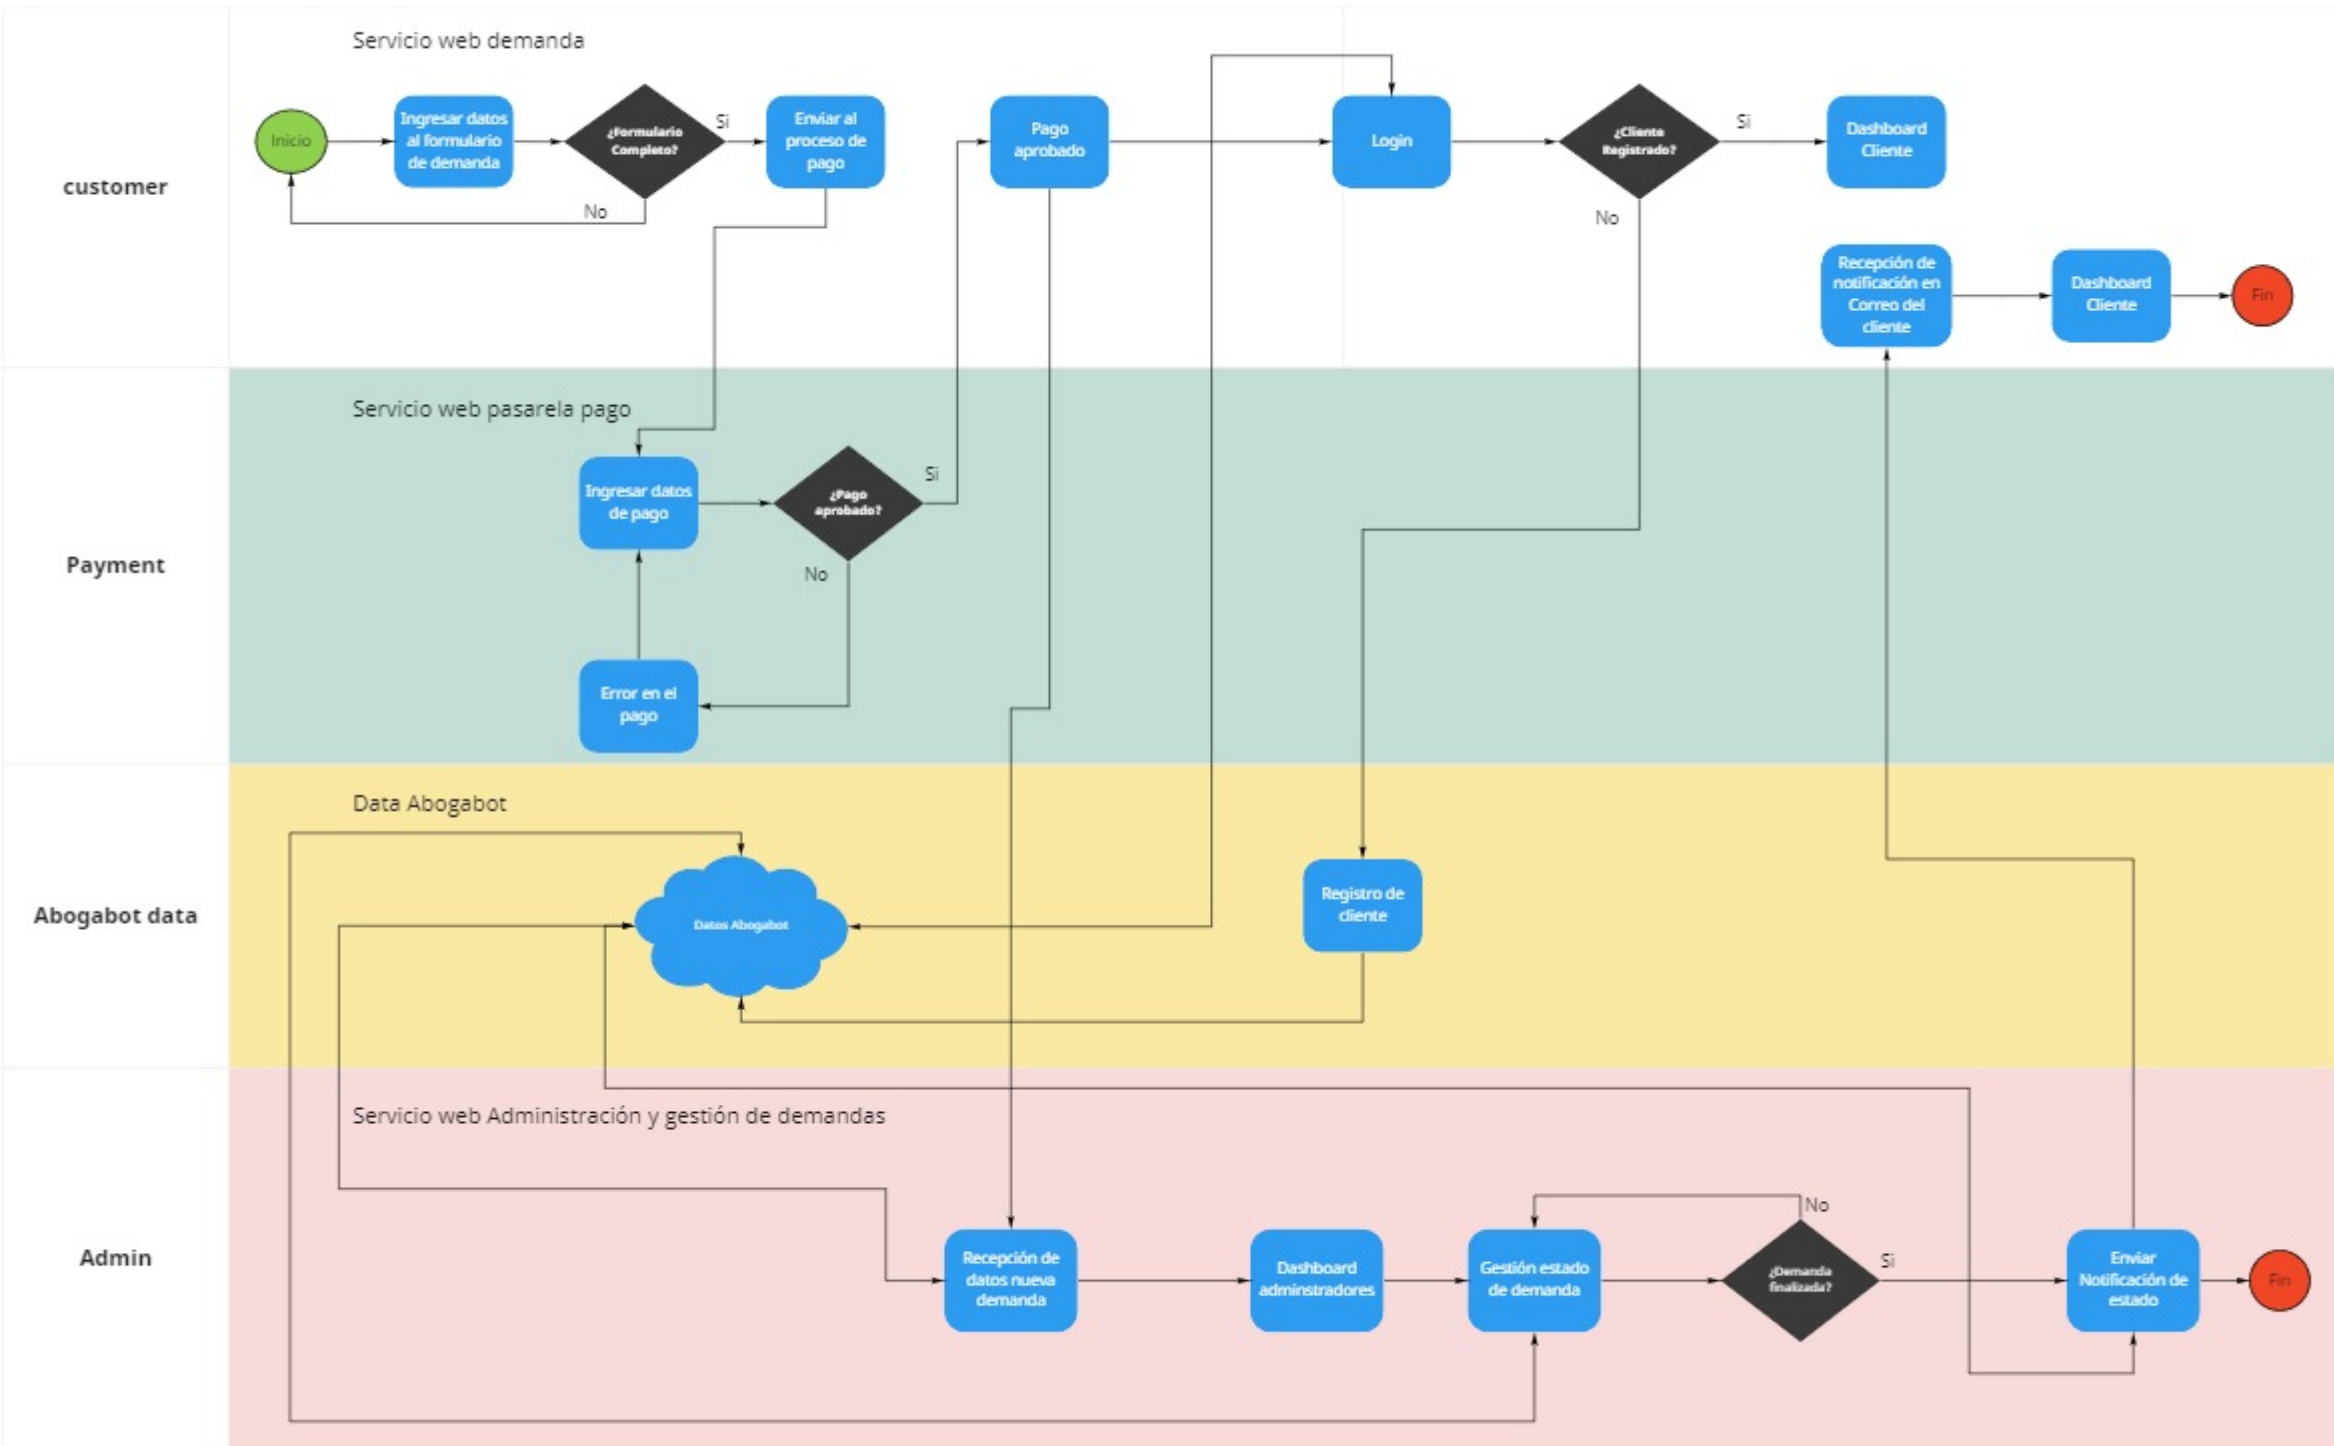 Servicio web demanda
customer
Inicio
Ingresar datos
al formulario
de demanda
¿Formulario
Completo?
Si
No
Enviar al
proceso de
pago
Pago
aprobado
Login
¿Cliente
Registrado?
Si
No
Dashboard
Cliente
Recepción de
notificación en
Correo del
cliente
Dashboard
Cliente
Fin
Payment
Servicio web pasarela pago
Ingresar datos
de pago
¿Pago
aprobado?
Si
No
Error en el
pago
Abogabot data
Data Abogabot
Datos Abogabot
Registro de
cliente
Admin
Servicio web Administración y gestión de demandas
Recepción de
datos nueva
demanda
Dashboard
adminstradores
Gestión estado
de demanda
¿Demanda
finalizada?
No
Si
Enviar
Notificación de
estado
Fin